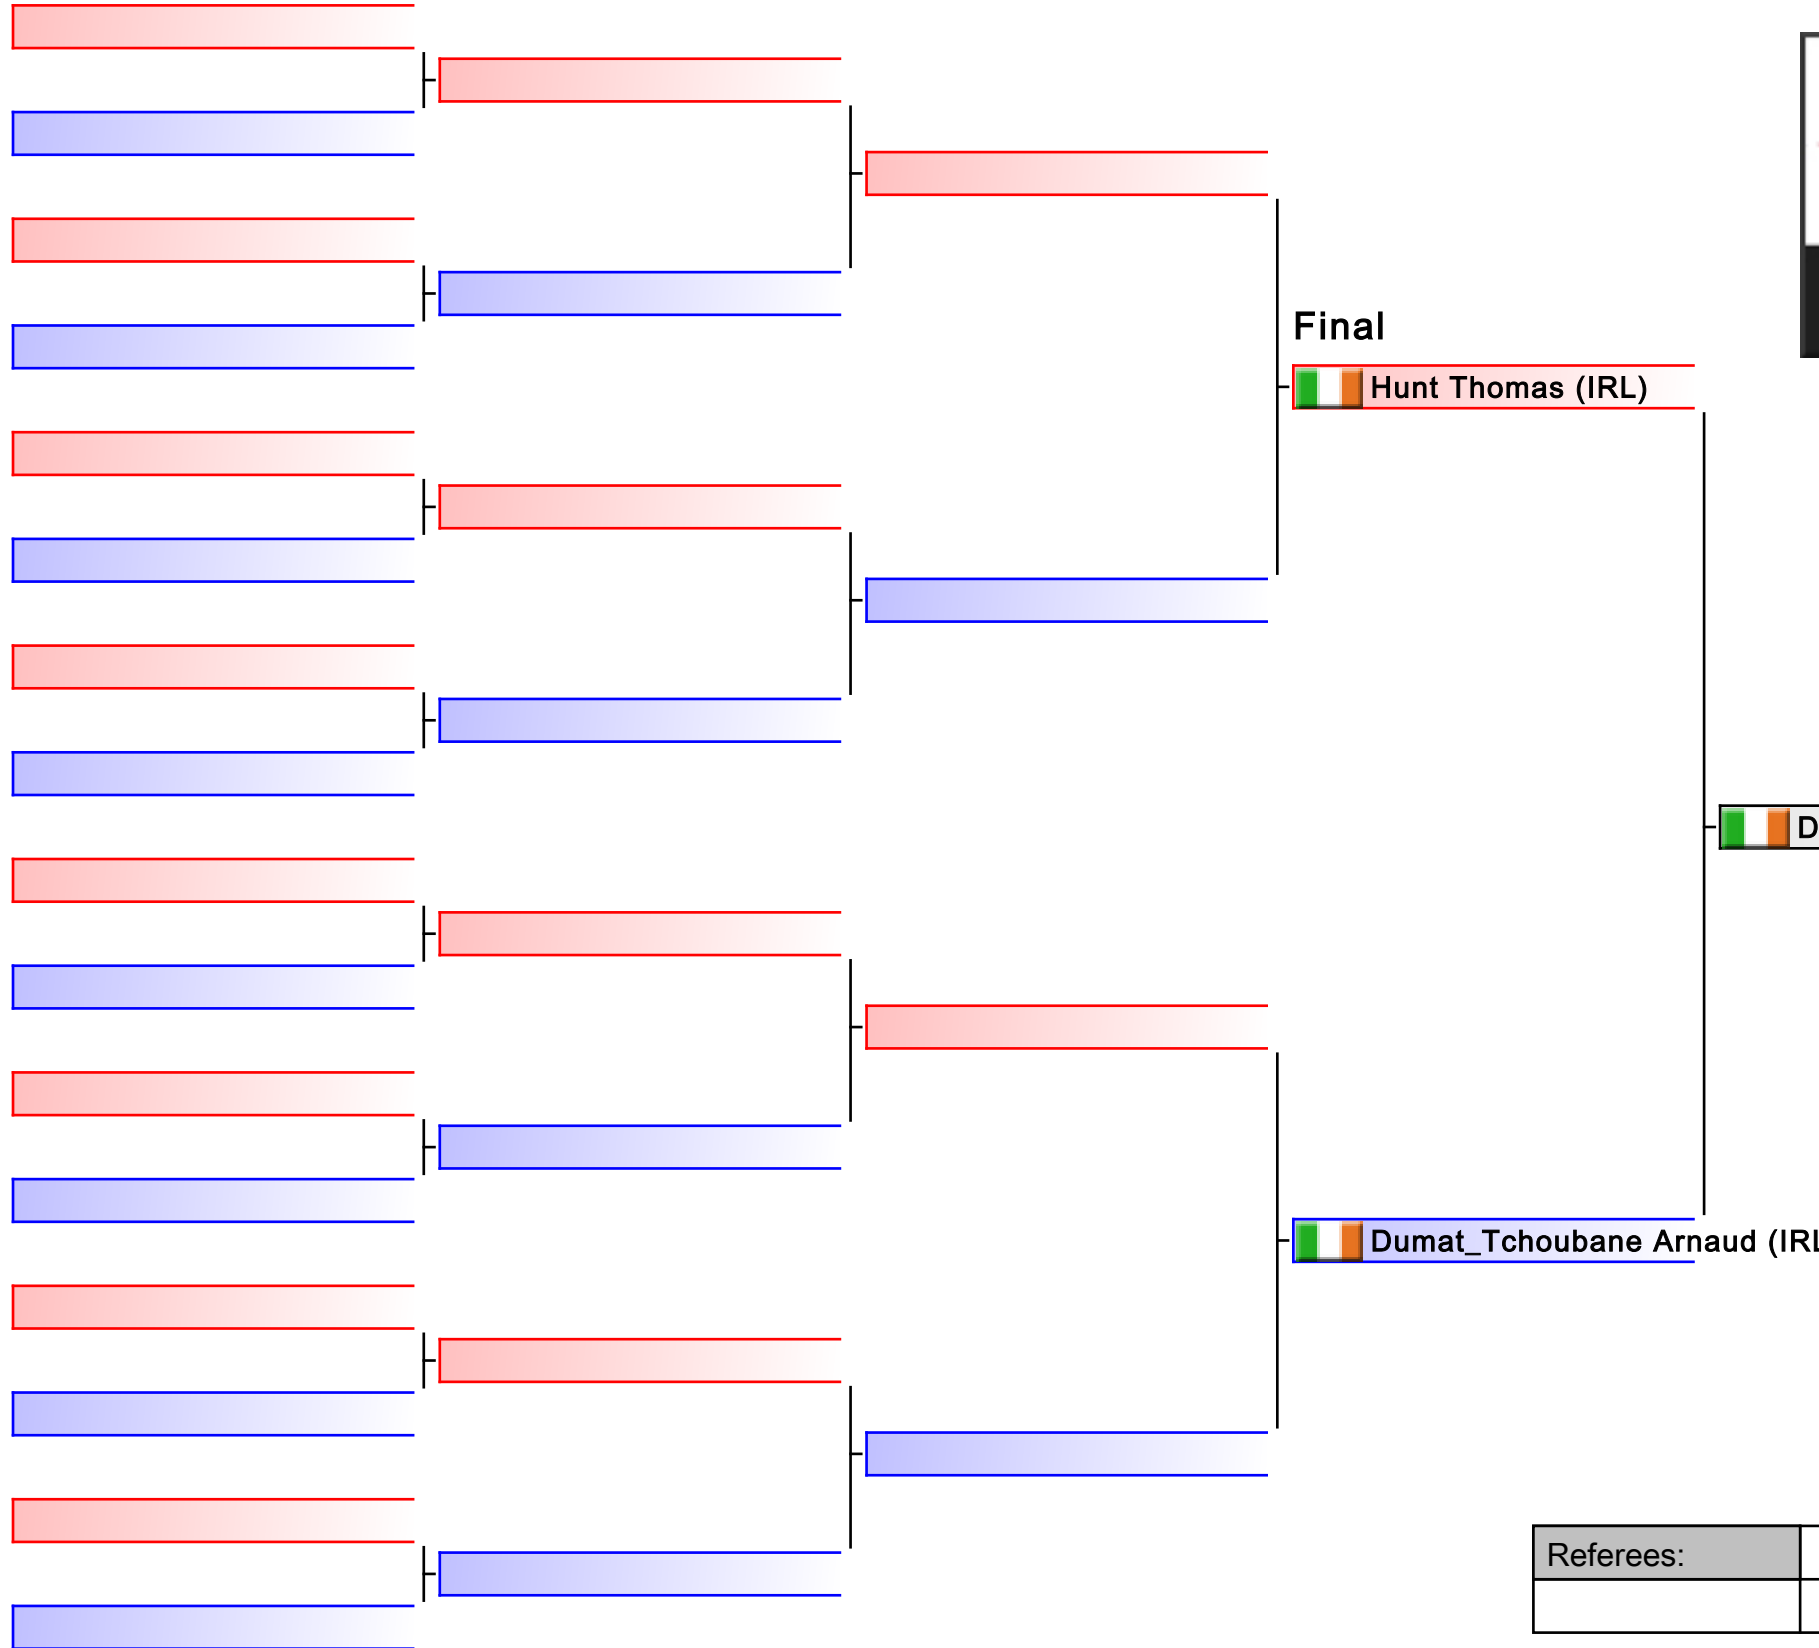 Final
Hunt Thomas (IRL)
D
Dumat_Tchoubane Arnaud (IRL
Referees: